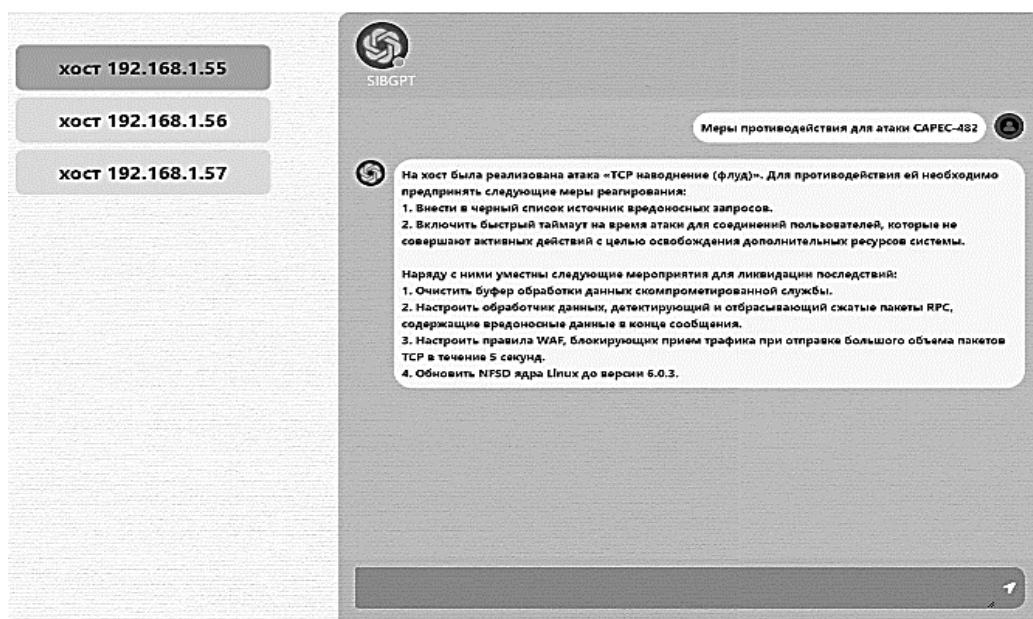 хост 192.168.1.55
хост 192.168.1.56
хост 192.168.1.57
SIBGPT
Меры противодействия для атаки CAPEC-482
На хост была реализована атака «TCP наводнение (флуд)». Для противодействия ей необходимо
предпринять следующие меры реагирования:
1. Внести в черный список источник вредоносных запросов.
2. Включить быстрый таймаут на время атаки для соединений пользователей, которые не
совершают активных действий с целью освобождения дополнительных ресурсов системы.
Наряду с ними уместны следующие мероприятия для ликвидации последствий:
1. Очистить буфер обработки данных скомпрометированной службы.
2. Настроить обработчик данных, детектирующий и отбрасывающий сжатые пакеты RPC,
содержащие вредоносные данные в конце сообщения.
3. Настроить правила WAF, блокирующих прием трафика при отправке большого объема пакетов
TCP в течение 5 секунд.
4. Обновить NFSD ядра Linux до версии 6.0.3.